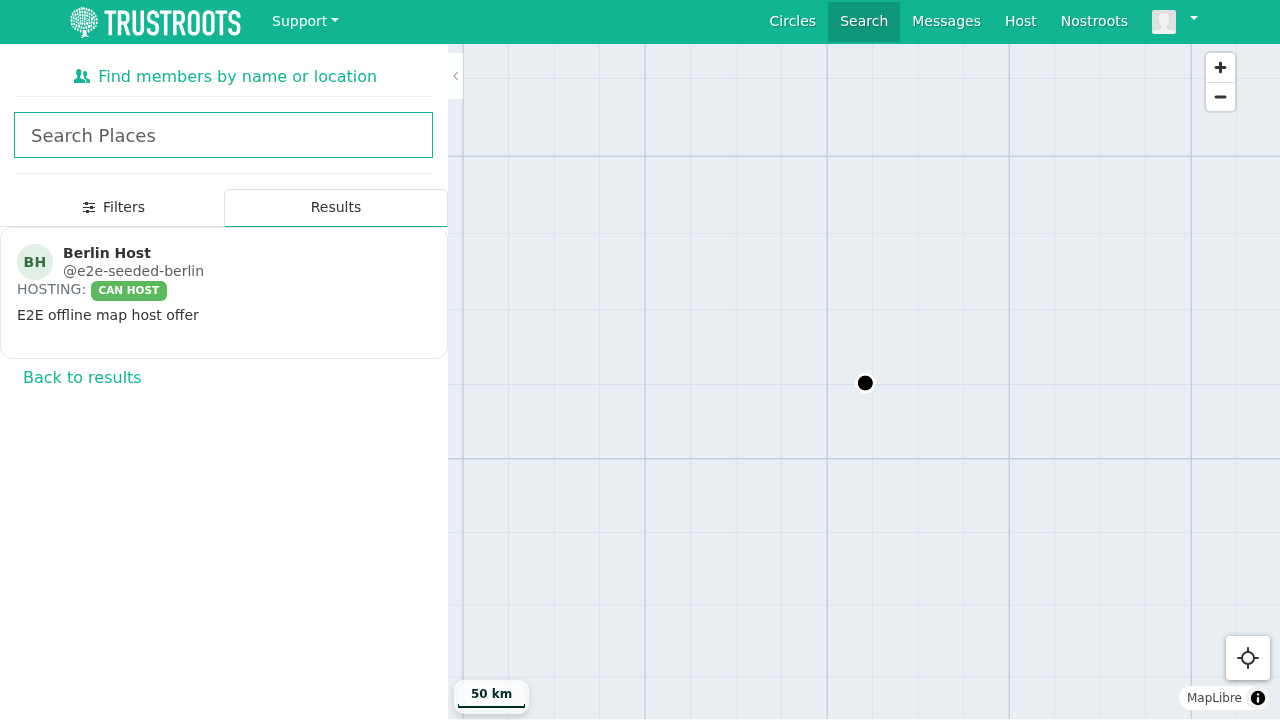 TRUSTROOTS
Support
Circles
Search
Messages
Host
Nostroots
Find members by name or location
Search Places
Filters
Results
BH
Berlin Host
@e2e-seeded-berlin
HOSTING: CAN HOST
E2E offline map host offer
Back to results
50 km
MapLibre